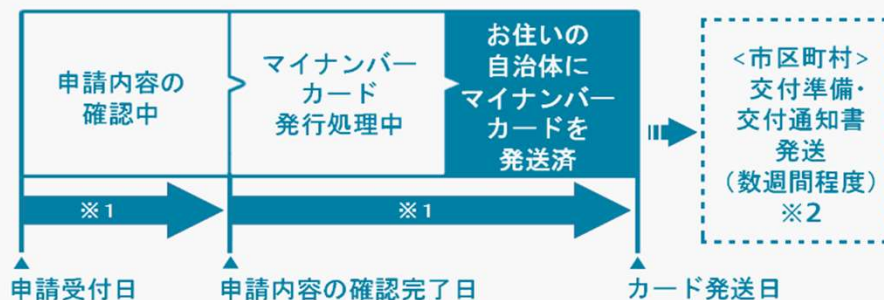 申請内容の
確認中
マイナンバー
カード
発行処理中
お住いの
自治体に
マイナンバー
カードを
発送済
<市区町村>
交付準備・
交付通知書
発送
(数週間程度)
※2
※1
※1
申請受付日
申請内容の確認完了日
カード発送日